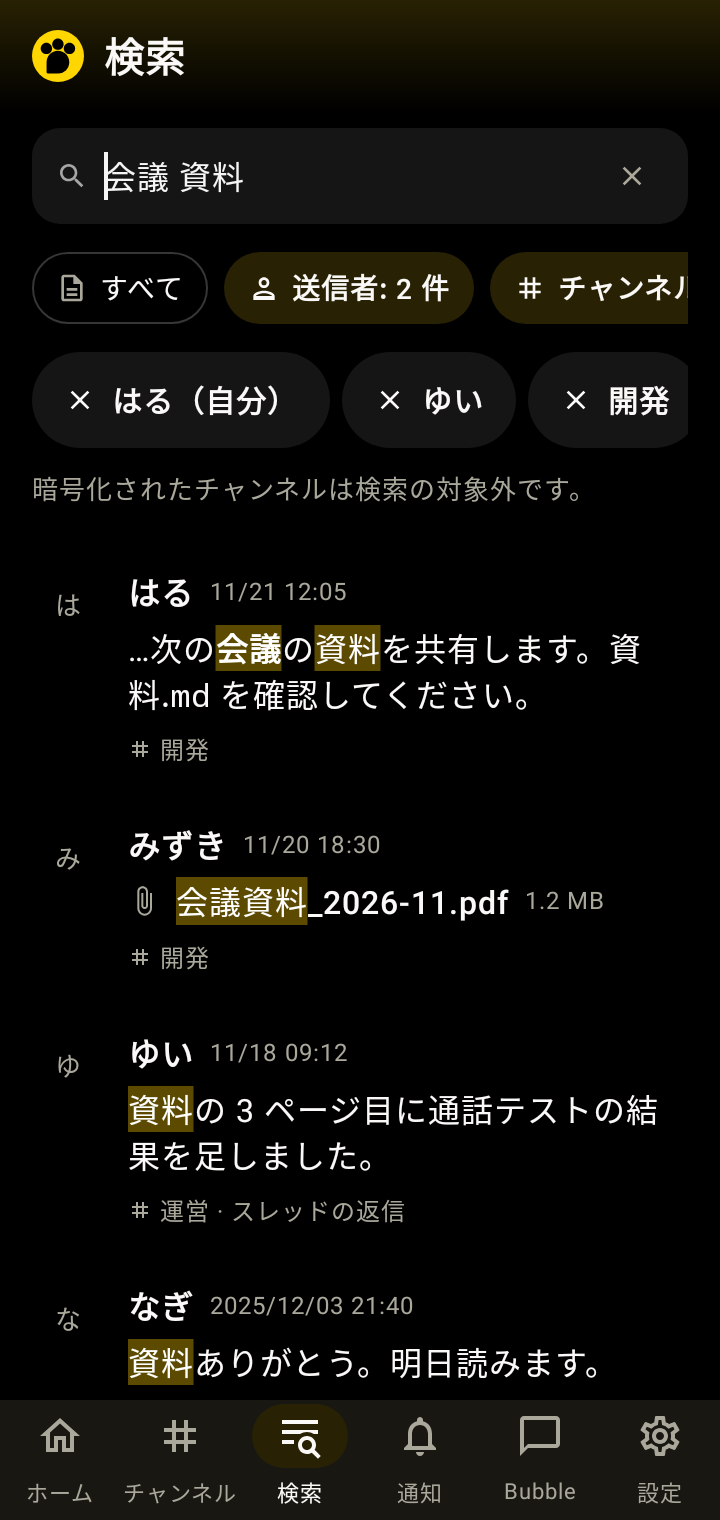 検索
会議 資料
すべて
送信者: 2 件
チャンネル
はる（自分）
ゆい
開発
暗号化されたチャンネルは検索の対象外です。
は
はる 11/21 12:05
…次の会議の資料を共有します。資
料.md を確認してください。
# 開発
み
みずき 11/20 18:30
会議資料_2026-11.pdf 1.2 MB
# 開発
ゆ
ゆい 11/18 09:12
資料の 3 ページ目に通話テストの結
果を足しました。
# 運営 · スレッドの返信
な
なぎ 2025/12/03 21:40
資料ありがとう。明日読みます。
ホーム
チャンネル
検索
通知
Bubble
設定